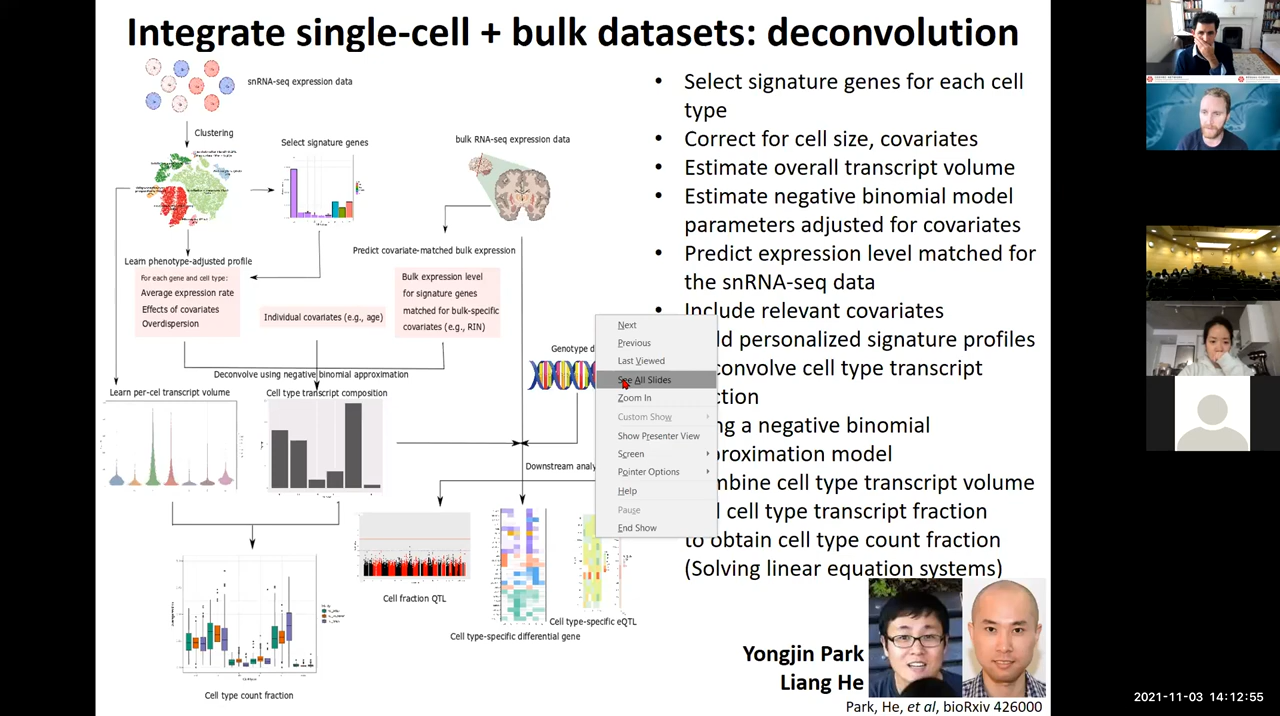 Integrate single-cell + bulk datasets: deconvolution
snRNA-seq expression data
Clustering
Select signature genes
bulk RNA-seq expression data
Learn phenotype-adjusted profile
For each gene and cell type:
Average expression rate
Effects of covariates
Overdispersion
Individual covariates (e.g., age)
Predict covariate-matched bulk expression
Bulk expression level
for signature genes
matched for bulk-specific
covariates (e.g., RIN)
Genotype d
Deconvolve using negative binomial approximation
Learn per-cel transcript volume
Cell type transcript composition
Downstream analy
Cell fraction QTL
Cell type-specific eQTL
Cell type-specific differential gene
Cell type count fraction
• Select signature genes for each cell
type
• Correct for cell size, covariates
• Estimate overall transcript volume
• Estimate negative binomial model
parameters adjusted for covariates
• Predict expression level matched for
the snRNA-seq data
Include relevant covariates
ld personalized signature profiles
convolve cell type transcript
ction
ng a negative binomial
roximation model
mbine cell type transcript volume
d cell type transcript fraction
to obtain cell type count fraction
(Solving linear equation systems)
Next
Previous
Last Viewed
See All Slides
Zoom In
Custom Show
Show Presenter View
Screen
Pointer Options
Help
Pause
End Show
Yongjin Park
Liang He
Park, He, et al, bioRxiv 426000
2021-11-03 14:12:55